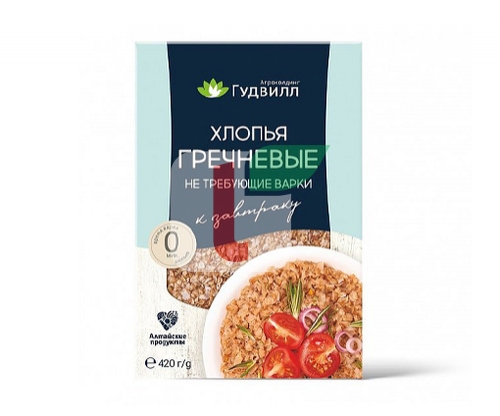 Агрохолдинг
ГУДВИЛЛ
ХЛОПЬЯ
ГРЕЧНЕВЫЕ
НЕ ТРЕБУЮЩИЕ ВАРКИ
к завтраку
0
Алтайские
продукты
℮ 420 г/g